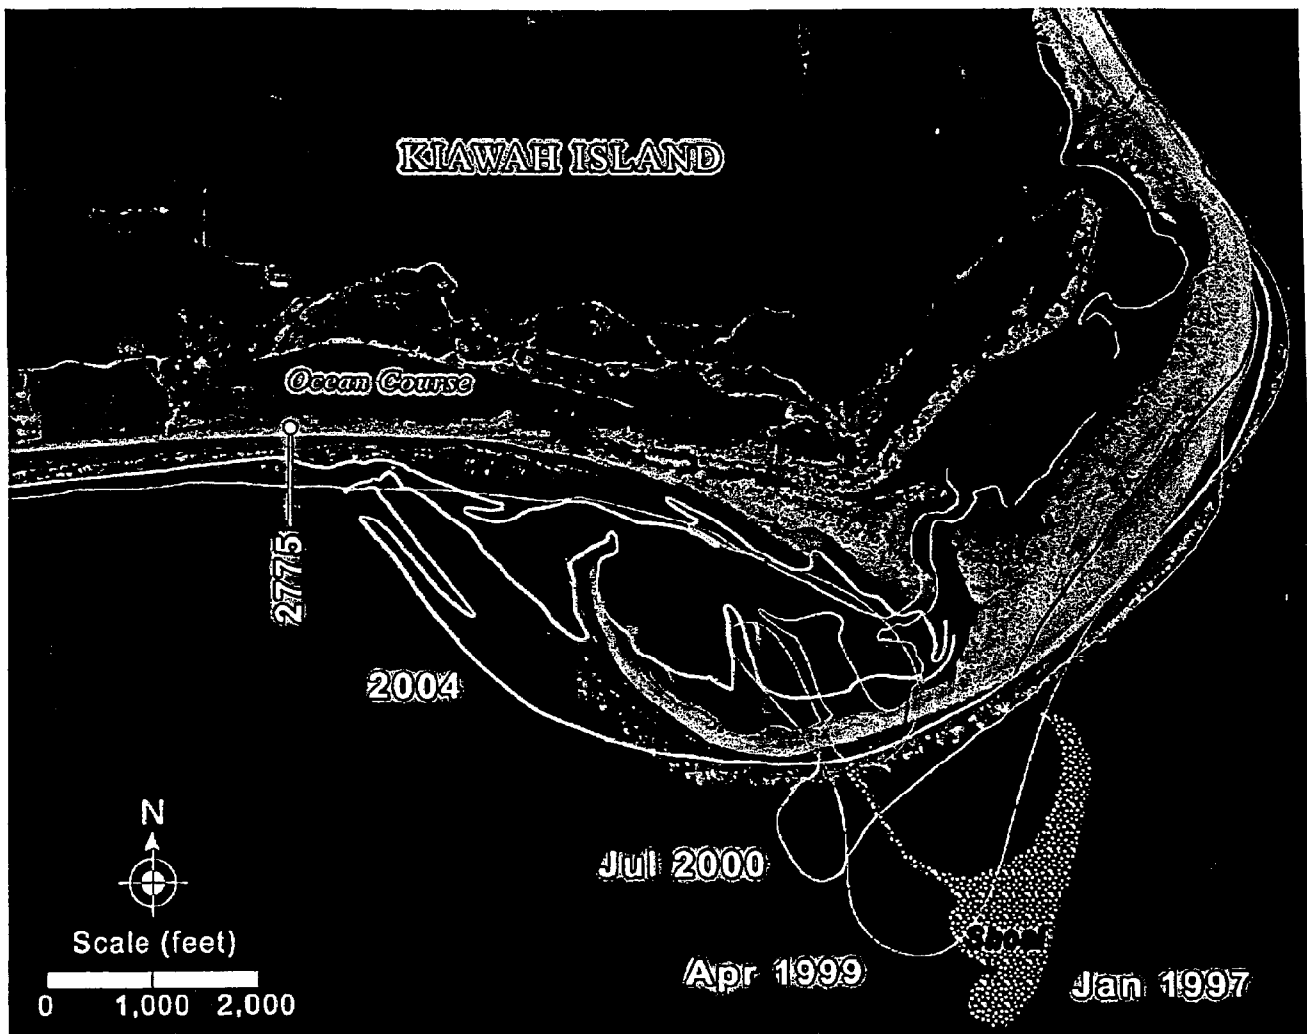 KIAWAH ISLAND
Ocean Course
2775
2004
Jul 2000
Apr 1999
Shoal
Jan 1997
N
Scale (feet)
0 1,000 2,000